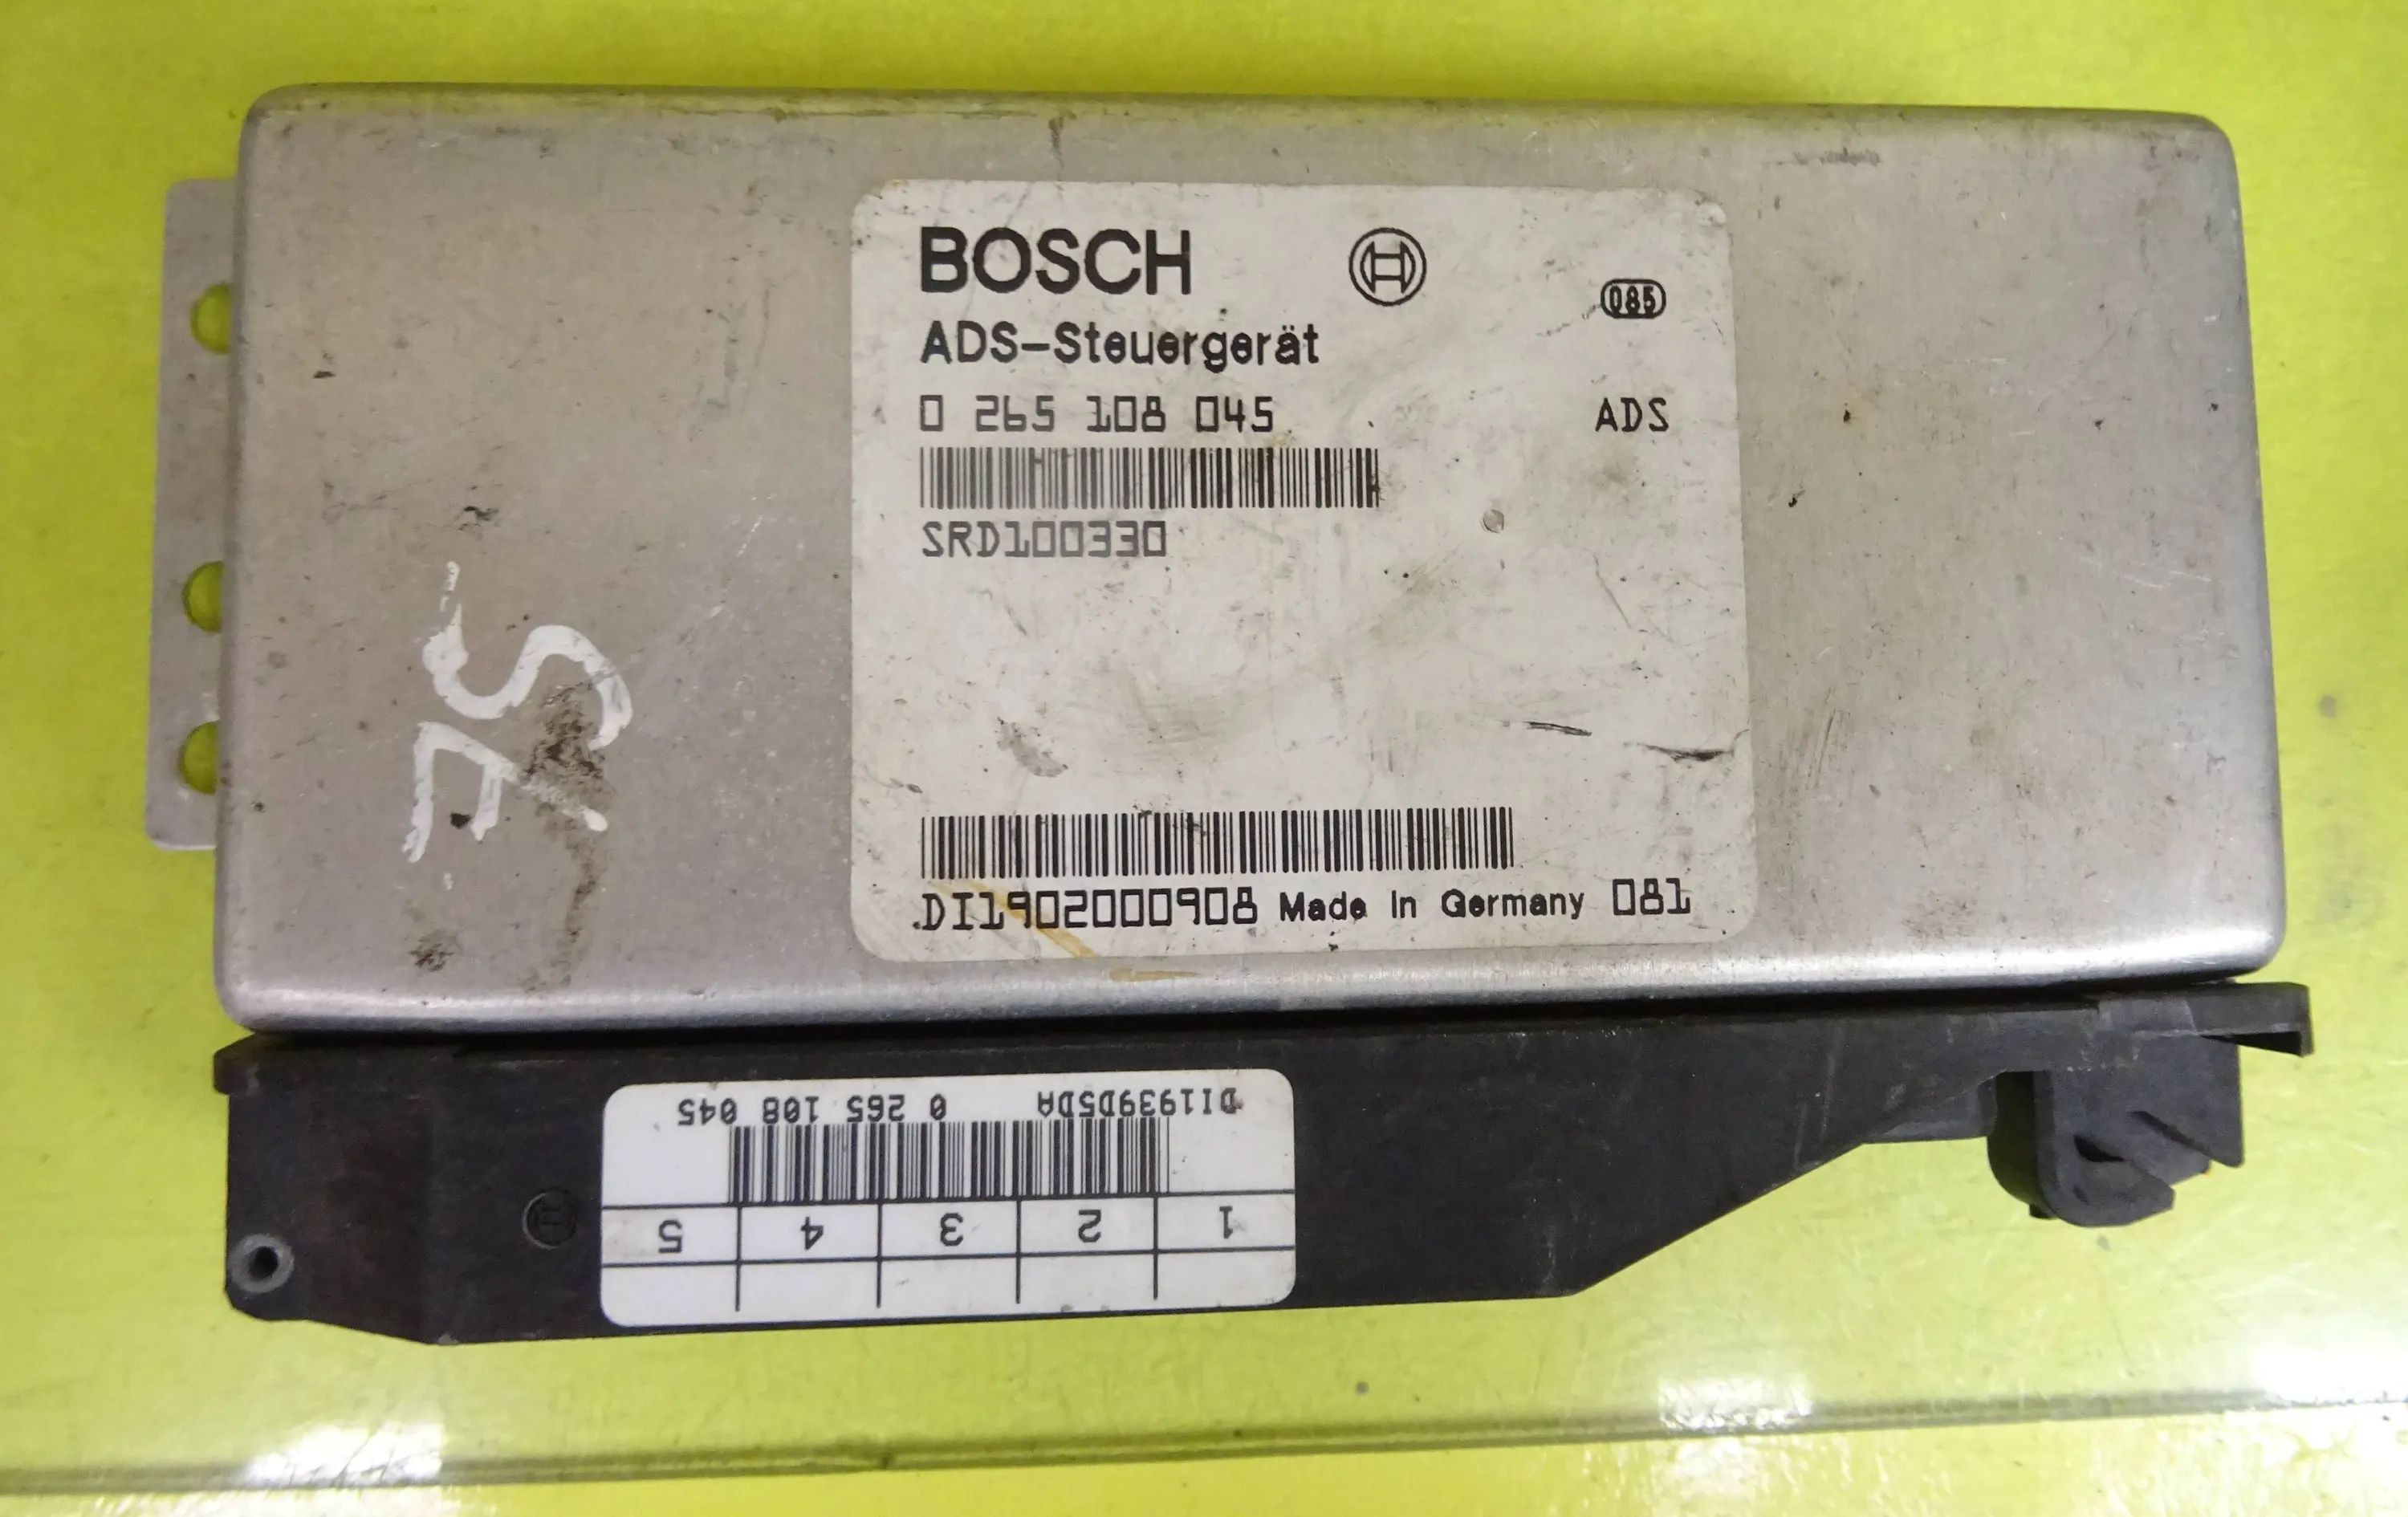 BOSCH
085
ADS-Steuergerät
0 265 108 045 ADS
SRD100330
DI1902000908 Made in Germany 081
1 2 3 4 5
DI1939D5DA 0 265 108 045